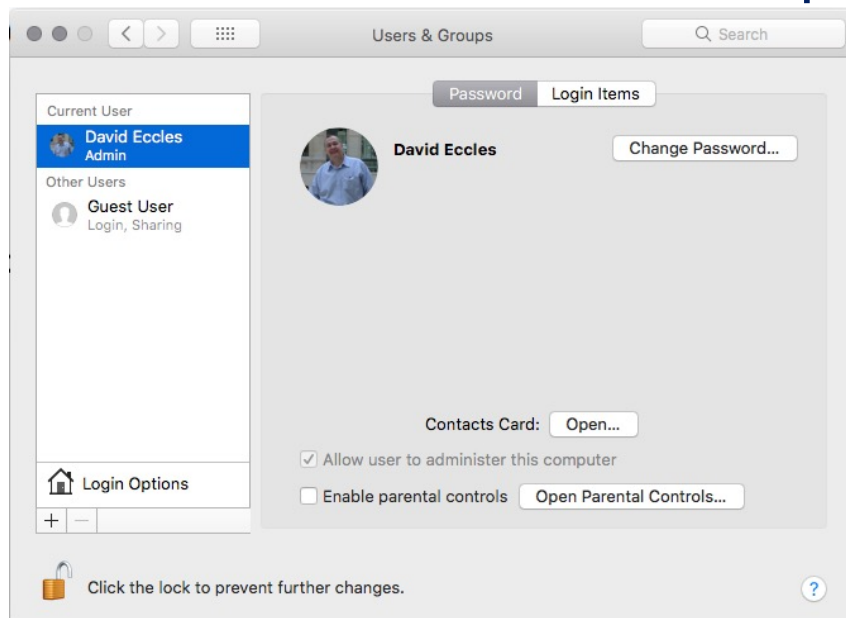 Users & Groups
Search
Password
Login Items
Current User
David Eccles
Admin
Other Users
Guest User
Login, Sharing
Login Options
+ −
David Eccles
Change Password...
Contacts Card:
Open...
Allow user to administer this computer
Enable parental controls
Open Parental Controls...
Click the lock to prevent further changes.
?